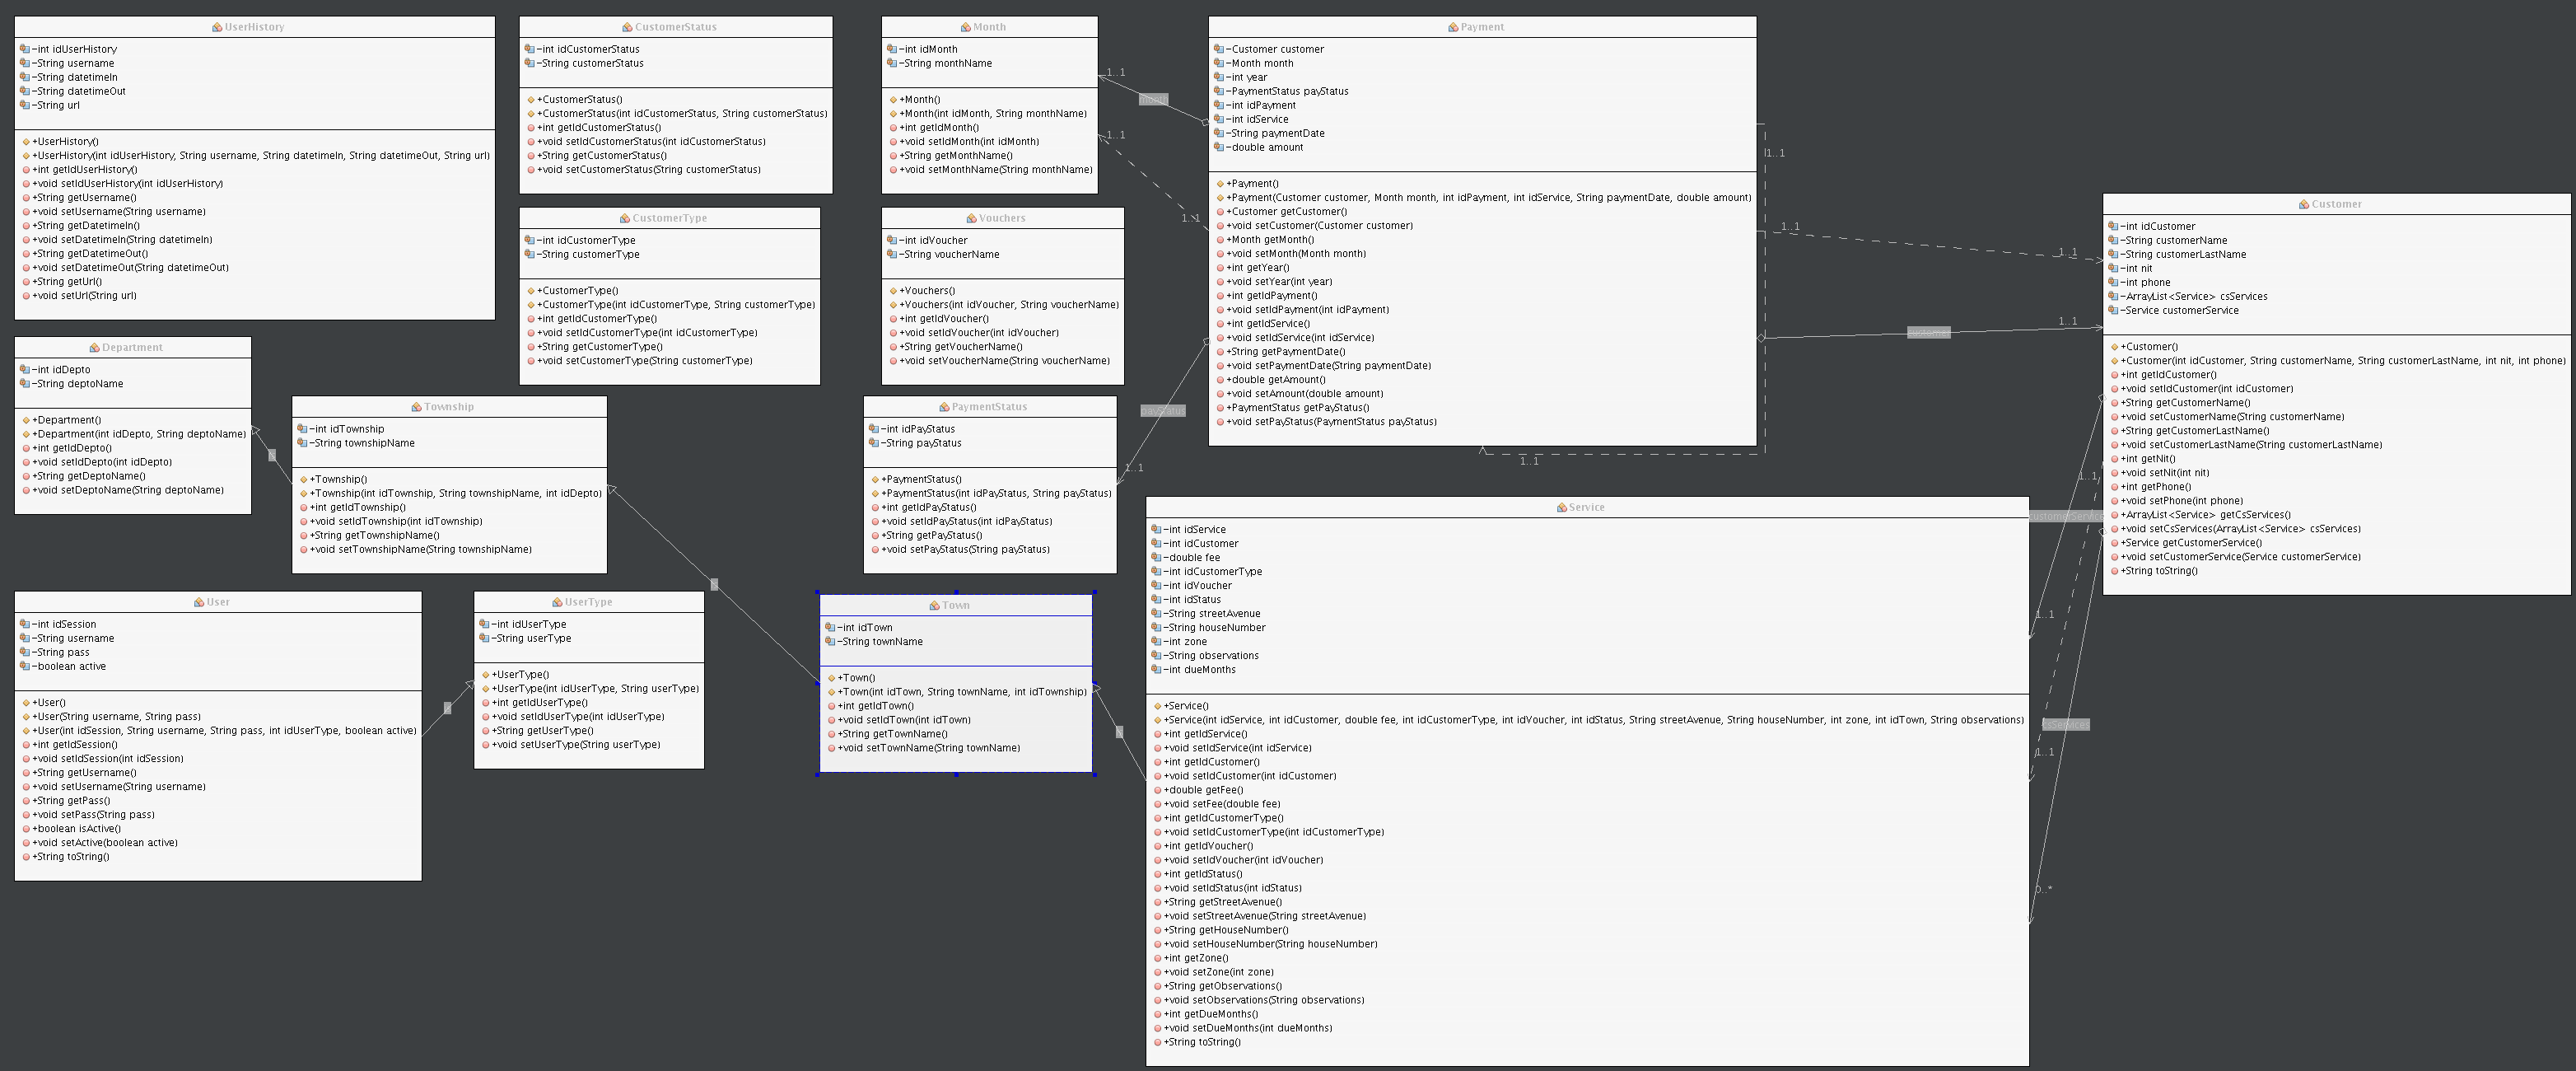 UserHistory
-int idUserHistory
-String username
-String datetimeIn
-String datetimeOut
-String url
+UserHistory()
+UserHistory(int idUserHistory, String username, String datetimeIn, String datetimeOut, String url)
+int getIdUserHistory()
+void setIdUserHistory(int idUserHistory)
+String getUsername()
+void setUsername(String username)
+String getDatetimeIn()
+void setDatetimeIn(String datetimeIn)
+String getDatetimeOut()
+void setDatetimeOut(String datetimeOut)
+String getUrl()
+void setUrl(String url)
CustomerStatus
-int idCustomerStatus
-String customerStatus
+CustomerStatus()
+CustomerStatus(int idCustomerStatus, String customerStatus)
+int getIdCustomerStatus()
+void setIdCustomerStatus(int idCustomerStatus)
+String getCustomerStatus()
+void setCustomerStatus(String customerStatus)
Month
-int idMonth
-String monthName
+Month()
+Month(int idMonth, String monthName)
+int getIdMonth()
+void setIdMonth(int idMonth)
+String getMonthName()
+void setMonthName(String monthName)
1..1
month
1..1
1..1
Payment
-Customer customer
-Month month
-int year
-PaymentStatus payStatus
-int idPayment
-int idService
-String paymentDate
-double amount
+Payment()
+Payment(Customer customer, Month month, int idPayment, int idService, String paymentDate, double amount)
+Customer getCustomer()
+void setCustomer(Customer customer)
+Month getMonth()
+void setMonth(Month month)
+int getYear()
+void setYear(int year)
+int getIdPayment()
+void setIdPayment(int idPayment)
+int getIdService()
+void setIdService(int idService)
+String getPaymentDate()
+void setPaymentDate(String paymentDate)
+double getAmount()
+void setAmount(double amount)
+PaymentStatus getPayStatus()
+void setPayStatus(PaymentStatus payStatus)
1..1
1..1
1..1
1..1
customer
1..1
Customer
-int idCustomer
-String customerName
-String customerLastName
-int nit
-int phone
-ArrayList<Service> csServices
-Service customerService
+Customer()
+Customer(int idCustomer, String customerName, String customerLastName, int nit, int phone)
+int getIdCustomer()
+void setIdCustomer(int idCustomer)
+String getCustomerName()
+void setCustomerName(String customerName)
+String getCustomerLastName()
+void setCustomerLastName(String customerLastName)
+int getNit()
+void setNit(int nit)
+int getPhone()
+void setPhone(int phone)
+ArrayList<Service> getCsServices()
+void setCsServices(ArrayList<Service> csServices)
+Service getCustomerService()
+void setCustomerService(Service customerService)
+String toString()
CustomerType
-int idCustomerType
-String customerType
+CustomerType()
+CustomerType(int idCustomerType, String customerType)
+int getIdCustomerType()
+void setIdCustomerType(int idCustomerType)
+String getCustomerType()
+void setCustomerType(String customerType)
Vouchers
-int idVoucher
-String voucherName
+Vouchers()
+Vouchers(int idVoucher, String voucherName)
+int getIdVoucher()
+void setIdVoucher(int idVoucher)
+String getVoucherName()
+void setVoucherName(String voucherName)
Department
-int idDepto
-String deptoName
+Department()
+Department(int idDepto, String deptoName)
+int getIdDepto()
+void setIdDepto(int idDepto)
+String getDeptoName()
+void setDeptoName(String deptoName)
Township
-int idTownship
-String townshipName
+Township()
+Township(int idTownship, String townshipName, int idDepto)
+int getIdTownship()
+void setIdTownship(int idTownship)
+String getTownshipName()
+void setTownshipName(String townshipName)
PaymentStatus
-int idPayStatus
-String payStatus
+PaymentStatus()
+PaymentStatus(int idPayStatus, String payStatus)
+int getIdPayStatus()
+void setIdPayStatus(int idPayStatus)
+String getPayStatus()
+void setPayStatus(String payStatus)
payStatus
1..1
User
-int idSession
-String username
-String pass
-boolean active
+User()
+User(String username, String pass)
+User(int idSession, String username, String pass, int idUserType, boolean active)
+int getIdSession()
+void setIdSession(int idSession)
+String getUsername()
+void setUsername(String username)
+String getPass()
+void setPass(String pass)
+boolean isActive()
+void setActive(boolean active)
+String toString()
UserType
-int idUserType
-String userType
+UserType()
+UserType(int idUserType, String userType)
+int getIdUserType()
+void setIdUserType(int idUserType)
+String getUserType()
+void setUserType(String userType)
Town
-int idTown
-String townName
+Town()
+Town(int idTown, String townName, int idTownship)
+int getIdTown()
+void setIdTown(int idTown)
+String getTownName()
+void setTownName(String townName)
Service
-int idService
-int idCustomer
-double fee
-int idCustomerType
-int idVoucher
-int idStatus
-String streetAvenue
-String houseNumber
-int zone
-String observations
-int dueMonths
+Service()
+Service(int idService, int idCustomer, double fee, int idCustomerType, int idVoucher, int idStatus, String streetAvenue, String houseNumber, int zone, int idTown, String observations)
+int getIdService()
+void setIdService(int idService)
+int getIdCustomer()
+void setIdCustomer(int idCustomer)
+double getFee()
+void setFee(double fee)
+int getIdCustomerType()
+void setIdCustomerType(int idCustomerType)
+int getIdVoucher()
+void setIdVoucher(int idVoucher)
+int getIdStatus()
+void setIdStatus(int idStatus)
+String getStreetAvenue()
+void setStreetAvenue(String streetAvenue)
+String getHouseNumber()
+void setHouseNumber(String houseNumber)
+int getZone()
+void setZone(int zone)
+String getObservations()
+void setObservations(String observations)
+int getDueMonths()
+void setDueMonths(int dueMonths)
+String toString()
1..1
customerService
1..1
csServices
1..1
0..*